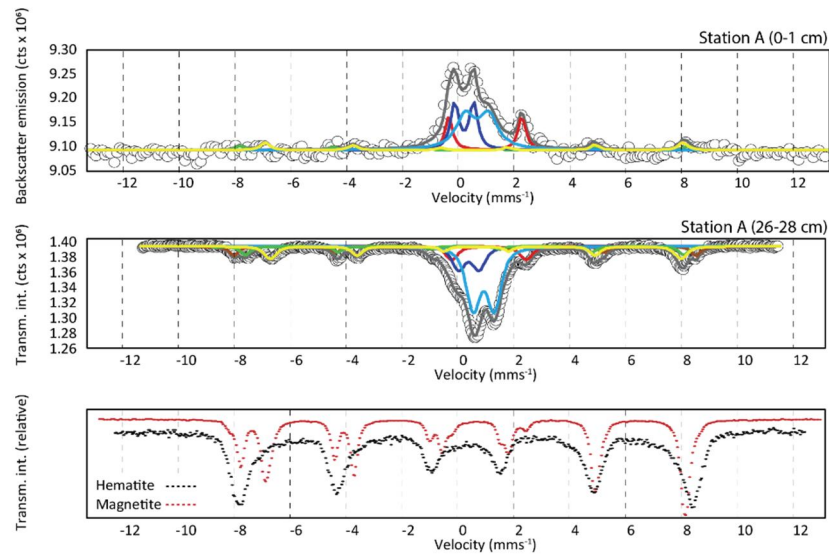 Station A (0-1 cm)
Backscatter emission (cts x 10⁶)
9.30
9.25
9.20
9.15
9.10
9.05
-12 -10 -8 -6 -4 -2 0 2 4 6 8 10 12
Velocity (mms⁻¹)
Station A (26-28 cm)
Transm. int. (cts x 10⁶)
1.40
1.38
1.36
1.34
1.32
1.30
1.28
1.26
-12 -10 -8 -6 -4 -2 0 2 4 6 8 10 12
Velocity (mms⁻¹)
Transm. int. (relative)
Hematite
Magnetite
-12 -10 -8 -6 -4 -2 0 2 4 6 8 10 12
Velocity (mms⁻¹)